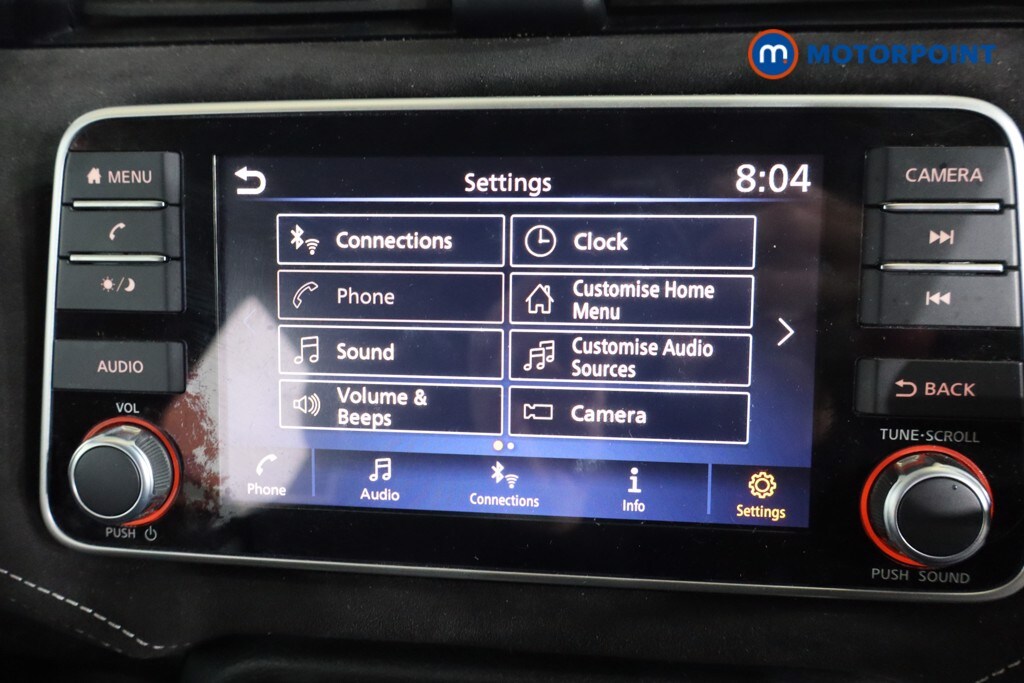 m MOTORPOINT
MENU
AUDIO
VOL
PUSH
Settings
8:04
Connections
Clock
Phone
Customise Home
Menu
Sound
Customise Audio
Sources
Volume &
Beeps
Camera
Phone
Audio
Connections
Info
Settings
CAMERA
BACK
TUNE·SCROLL
PUSH SOUND